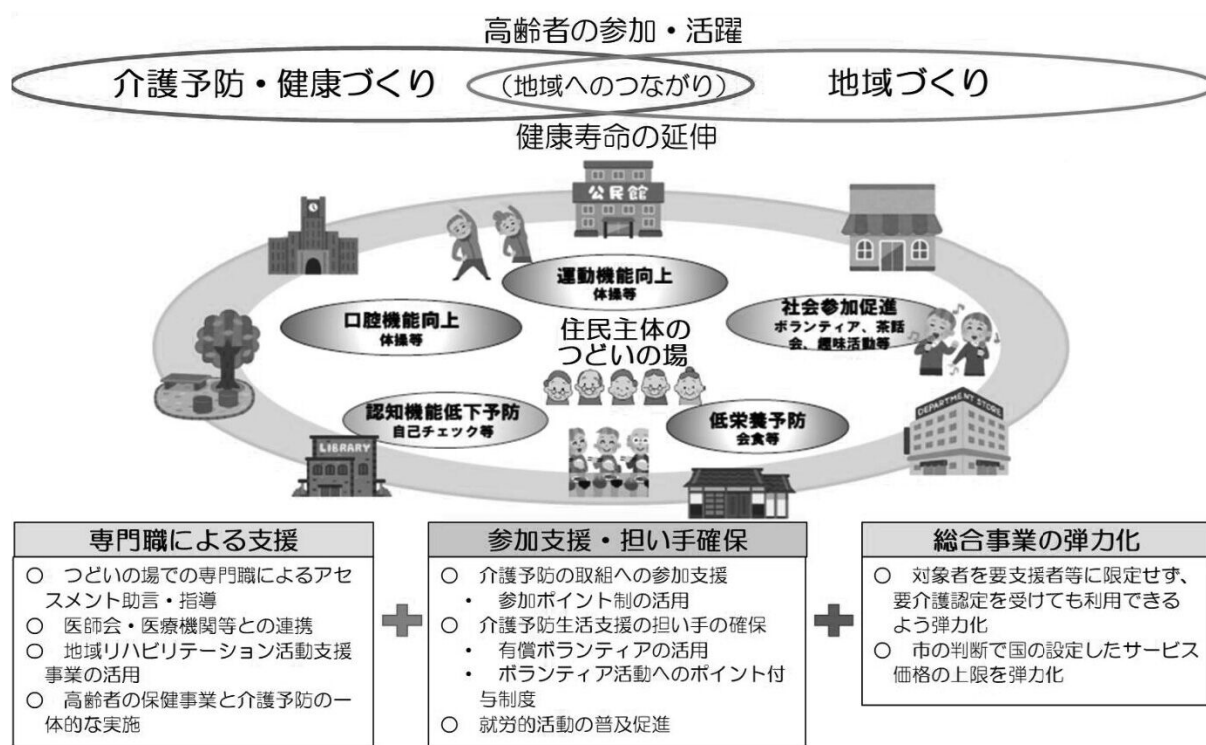 高齢者の参加・活躍
介護予防・健康づくり
(地域へのつながり)
地域づくり
健康寿命の延伸
公民館
運動機能向上
体操等
口腔機能向上
体操等
社会参加促進
ボランティア、茶話
会、趣味活動等
住民主体の
つどいの場
認知機能低下予防
自己チェック等
低栄養予防
会食等
DEPARTMENT STORE
LIBRARY
専門職による支援
○ つどいの場での専門職によるアセ
スメント助言・指導
○ 医師会・医療機関等との連携
○ 地域リハビリテーション活動支援
事業の活用
○ 高齢者の保健事業と介護予防の一
体的な実施
参加支援・担い手確保
○ 介護予防の取組への参加支援
・ 参加ポイント制の活用
○ 介護予防生活支援の担い手の確保
・ 有償ボランティアの活用
・ ボランティア活動へのポイント付
与制度
○ 就労的活動の普及促進
総合事業の弾力化
○ 対象者を要支援者等に限定せず、
要介護認定を受けても利用できる
よう弾力化
○ 市の判断で国の設定したサービス
価格の上限を弾力化